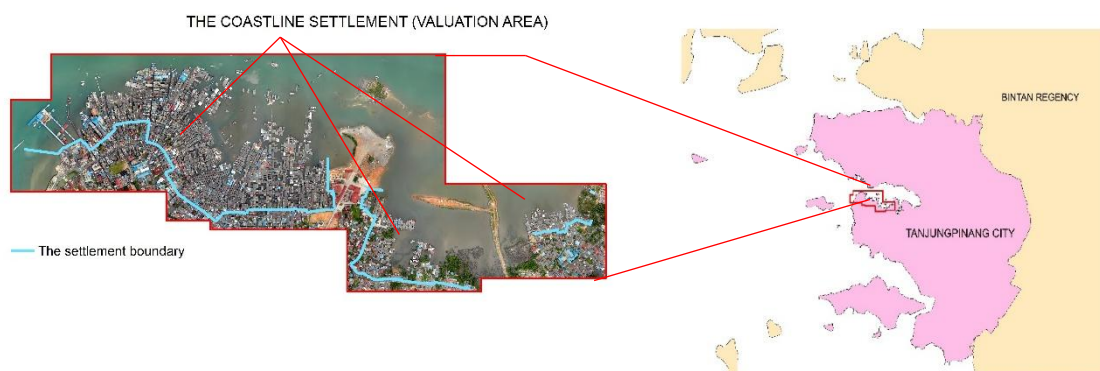 THE COASTLINE SETTLEMENT (VALUATION AREA)
BINTAN REGENCY
TANJUNGPINANG CITY
The settlement boundary